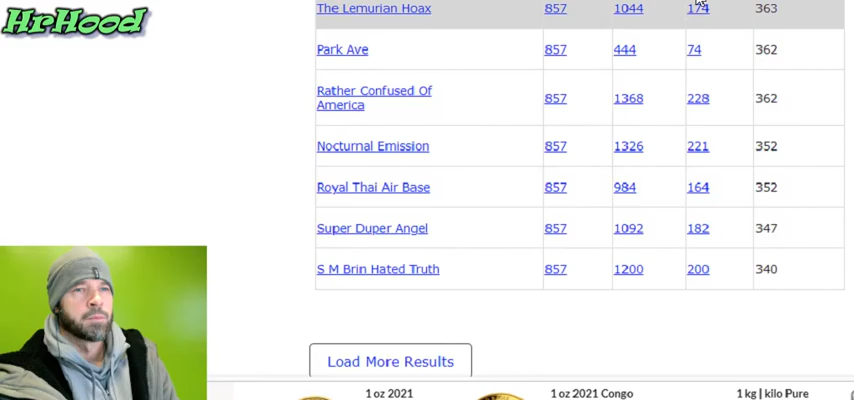 HrHood
The Lemurian Hoax 857 1044 174 363
Park Ave 857 444 74 362
Rather Confused Of
America 857 1368 228 362
Nocturnal Emission 857 1326 221 352
Royal Thai Air Base 857 984 164 352
Super Duper Angel 857 1092 182 347
S M Brin Hated Truth 857 1200 200 340
Load More Results
1 oz 2021 1 oz 2021 Congo 1 kg | kilo Pure